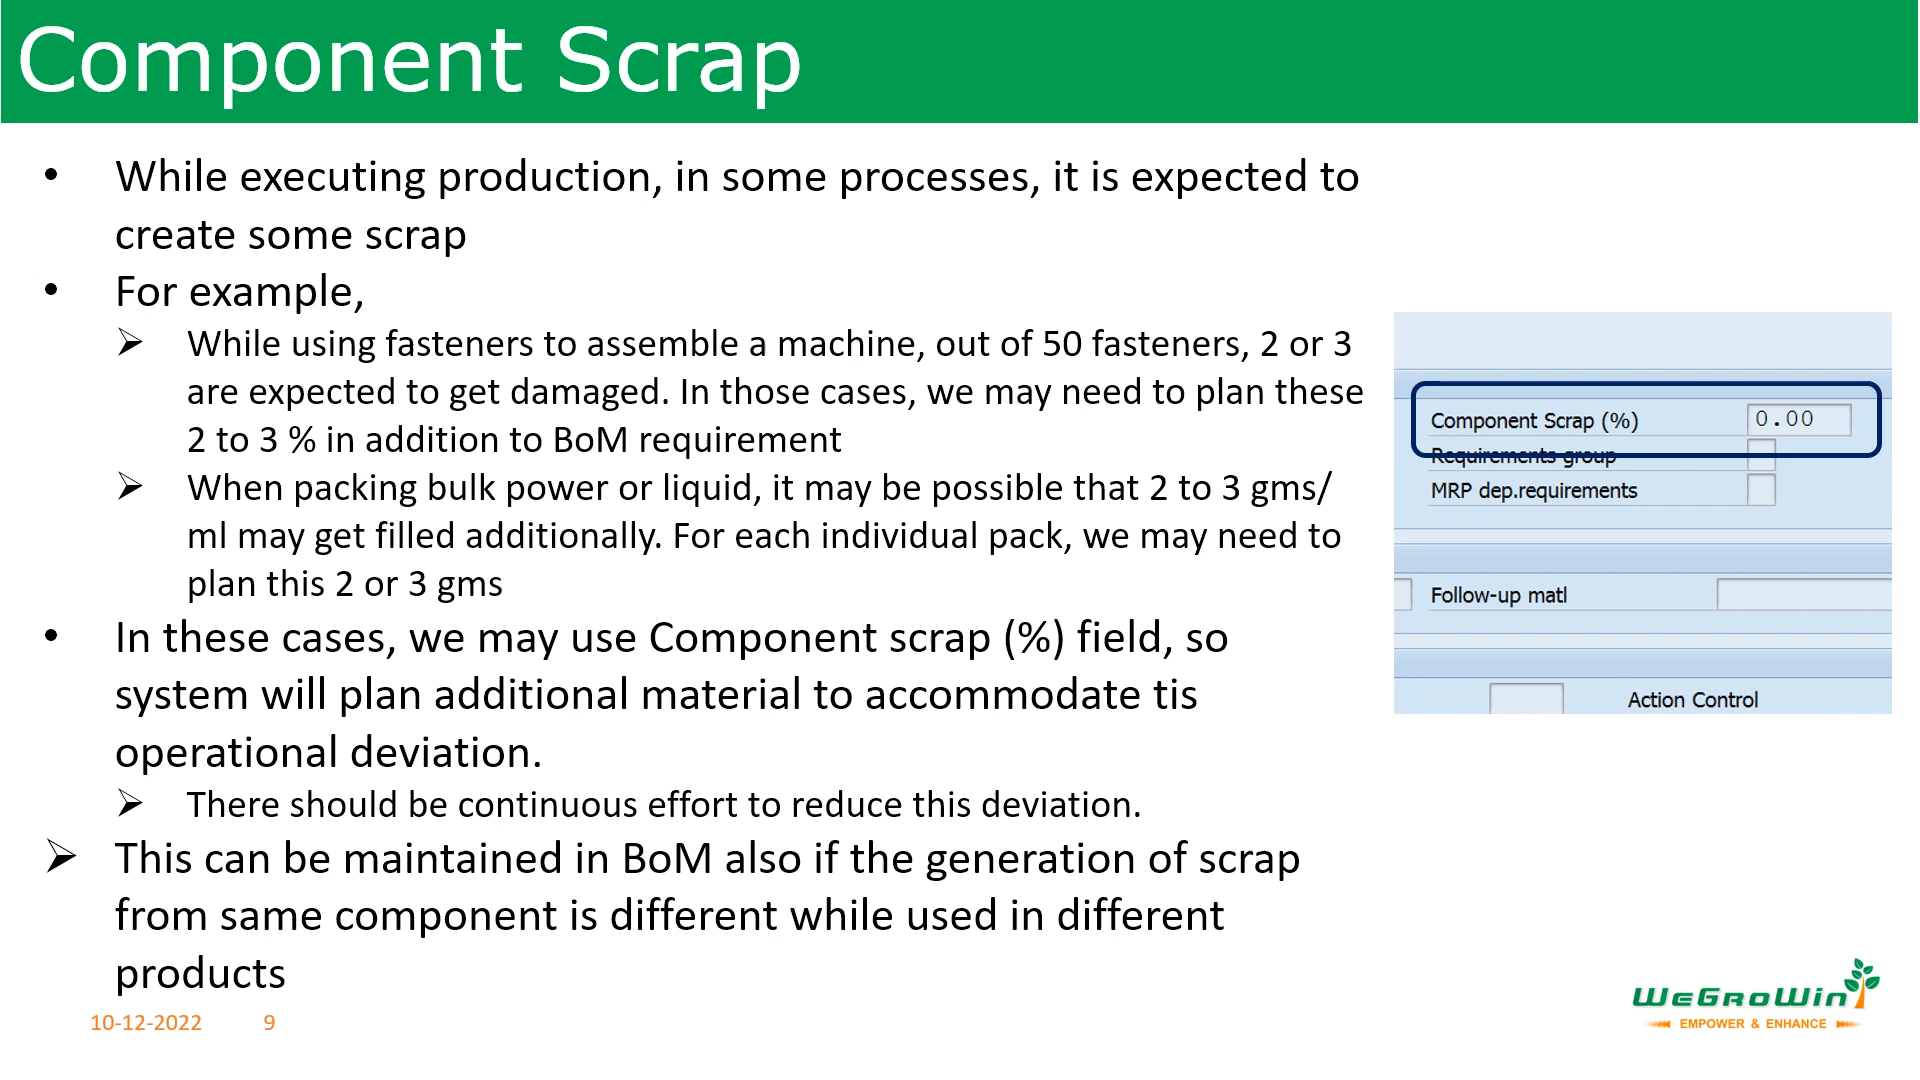 Component Scrap
• While executing production, in some processes, it is expected to
create some scrap
• For example,
➢ While using fasteners to assemble a machine, out of 50 fasteners, 2 or 3
are expected to get damaged. In those cases, we may need to plan these
2 to 3 % in addition to BoM requirement
➢ When packing bulk power or liquid, it may be possible that 2 to 3 gms/
ml may get filled additionally. For each individual pack, we may need to
plan this 2 or 3 gms
• In these cases, we may use Component scrap (%) field, so
system will plan additional material to accommodate tis
operational deviation.
➢ There should be continuous effort to reduce this deviation.
➢ This can be maintained in BoM also if the generation of scrap
from same component is different while used in different
products
Component Scrap (%) 0.00
Requirements group
MRP dep.requirements
Follow-up matl
Action Control
10-12-2022 9
WeGroWin
EMPOWER & ENHANCE